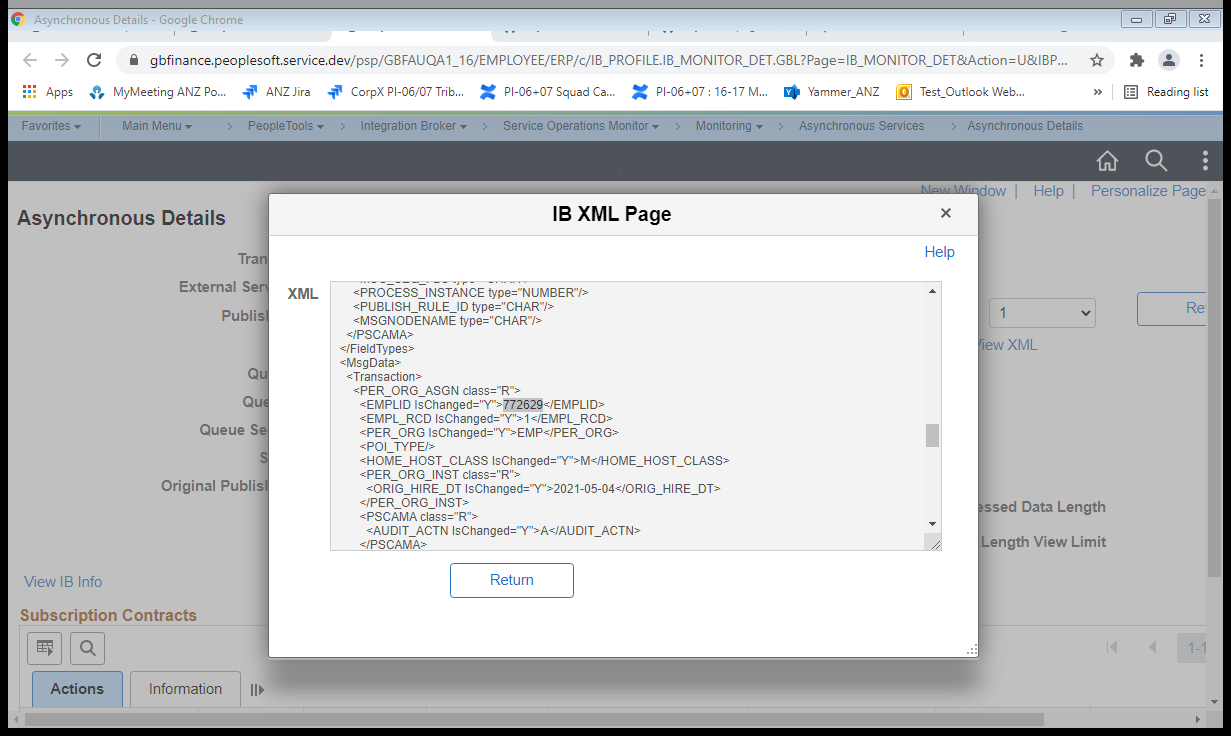 Asynchronous Details - Google Chrome
gbfinance.peoplesoft.service.dev/psp/GBFAUQA1_16/EMPLOYEE/ERP/c/IB_PROFILE.IB_MONITOR_DET.GBL?Page=IB_MONITOR_DET&Action=U&IBP...
Apps MyMeeting ANZ Po... ANZ Jira CorpX PI-06/07 Trib... PI-06+07 Squad Ca... PI-06+07 : 16-17 M... Yammer_ANZ Test_Outlook Web... » Reading list
Favorites Main Menu > PeopleTools > Integration Broker > Service Operations Monitor > Monitoring > Asynchronous Services > Asynchronous Details
New Window | Help | Personalize Page
Asynchronous Details
IB XML Page
×
Help
Tran
External Serv
Publish
Que
Queue Se
S
Original Publish
XML
<PROCESS_INSTANCE type="NUMBER"/>
<PUBLISH_RULE_ID type="CHAR"/>
<MSGNODENAME type="CHAR"/>
</PSCAMA>
</FieldTypes>
<MsgData>
<Transaction>
<PER_ORG_ASGN class="R">
<EMPLID IsChanged="Y">772629</EMPLID>
<EMPL_RCD IsChanged="Y">1</EMPL_RCD>
<PER_ORG IsChanged="Y">EMP</PER_ORG>
<POI_TYPE/>
<HOME_HOST_CLASS IsChanged="Y">M</HOME_HOST_CLASS>
<PER_ORG_INST class="R">
<ORIG_HIRE_DT IsChanged="Y">2021-05-04</ORIG_HIRE_DT>
</PER_ORG_INST>
<PSCAMA class="R">
<AUDIT_ACTN IsChanged="Y">A</AUDIT_ACTN>
</PSCAMA>
1
Re
View XML
essed Data Length
Length View Limit
Return
View IB Info
Subscription Contracts
1-1
Actions Information